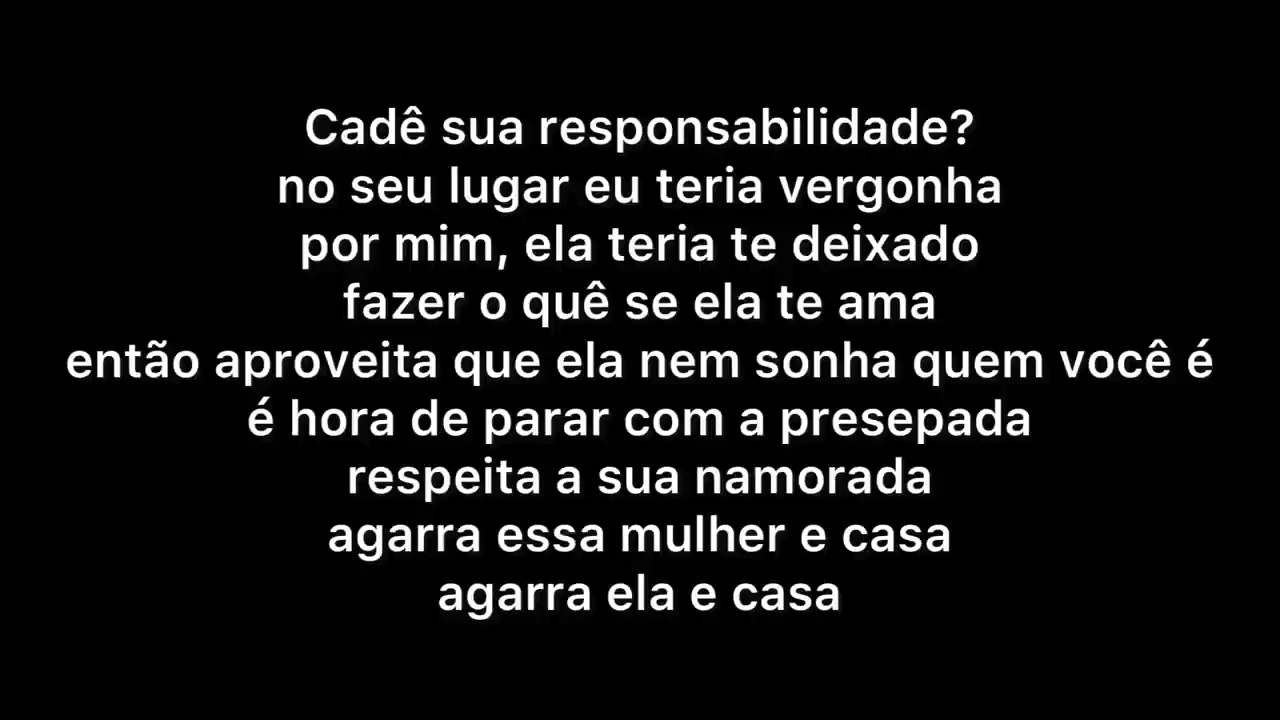 Cadê sua responsabilidade?
no seu lugar eu teria vergonha
por mim, ela teria te deixado
fazer o quê se ela te ama
então aproveita que ela nem sonha quem você é
é hora de parar com a presepada
respeita a sua namorada
agarra essa mulher e casa
agarra ela e casa